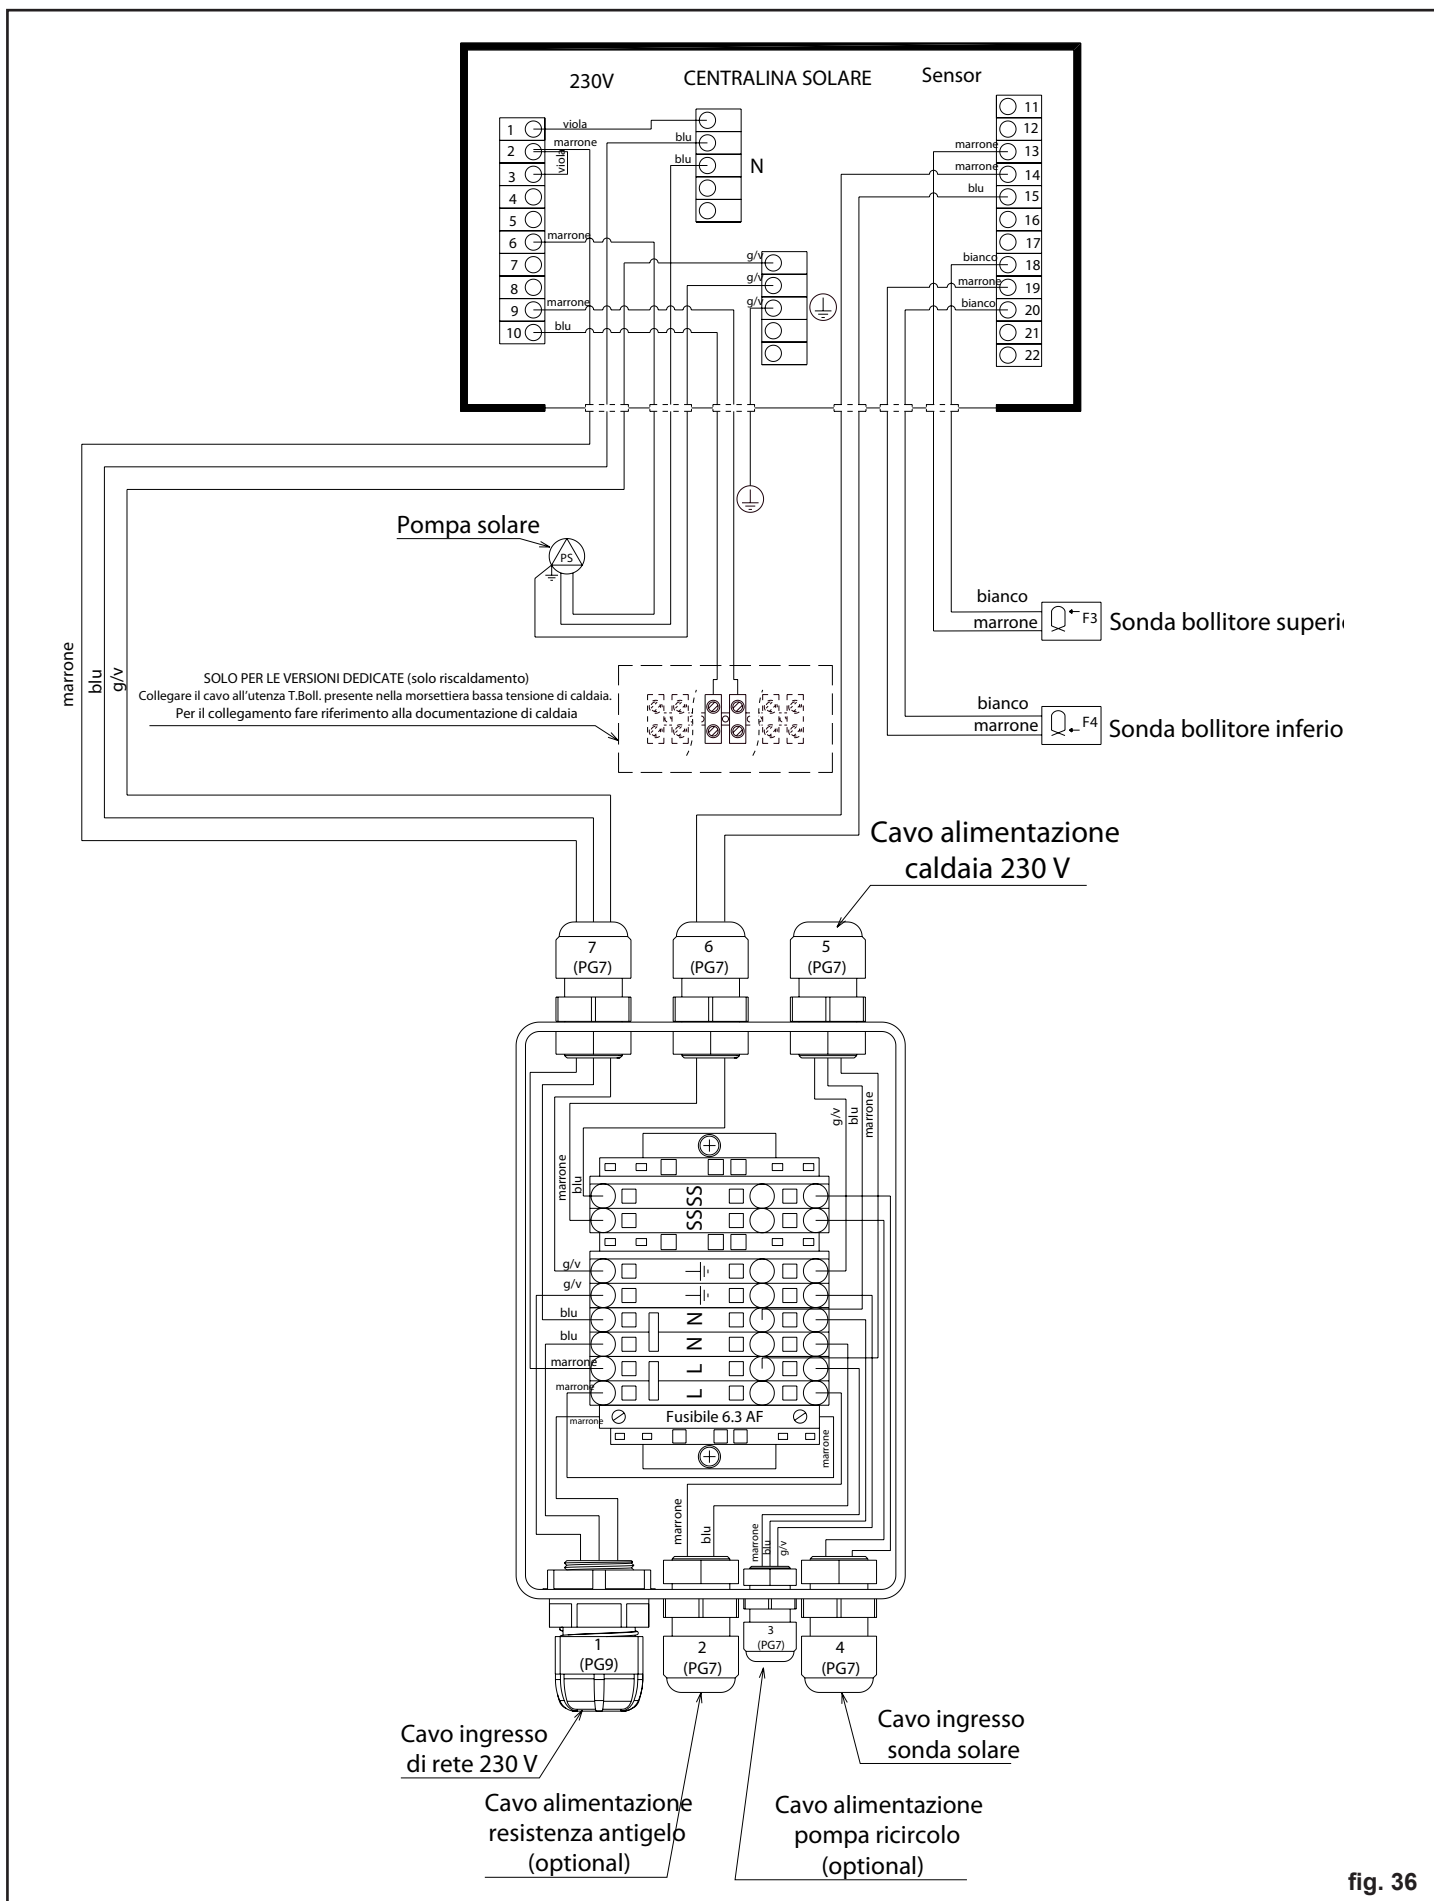 230V
CENTRALINA SOLARE
Sensor
1
2
3
4
5
6
7
8
9
10
viola
marrone
viola
marrone
marrone
blu
blu
blu
N
g/v
g/v
g/v
11
12
13
14
15
16
17
18
19
20
21
22
marrone
marrone
blu
bianco
marrone
bianco
Pompa solare
PS
marrone
blu
g/v
SOLO PER LE VERSIONI DEDICATE (solo riscaldamento)
Collegare il cavo all'utenza T.Boll. presente nella morsettiera bassa tensione di caldaia.
Per il collegamento fare riferimento alla documentazione di caldaia
bianco
marrone
F3
Sonda bollitore superi
bianco
marrone
F4
Sonda bollitore inferio
Cavo alimentazione
caldaia 230 V
7
(PG7)
6
(PG7)
5
(PG7)
g/v
blu
marrone
marrone
blu
SSSS
g/v
g/v
blu
N
blu
N
marrone
L
marrone
L
marrone
Fusibile 6.3 AF
marrone
marrone
blu
marrone
blu
g/v
1
(PG9)
2
(PG7)
3
(PG7)
4
(PG7)
Cavo ingresso
di rete 230 V
Cavo ingresso
sonda solare
Cavo alimentazione
resistenza antigelo
(optional)
Cavo alimentazione
pompa ricircolo
(optional)
fig. 36